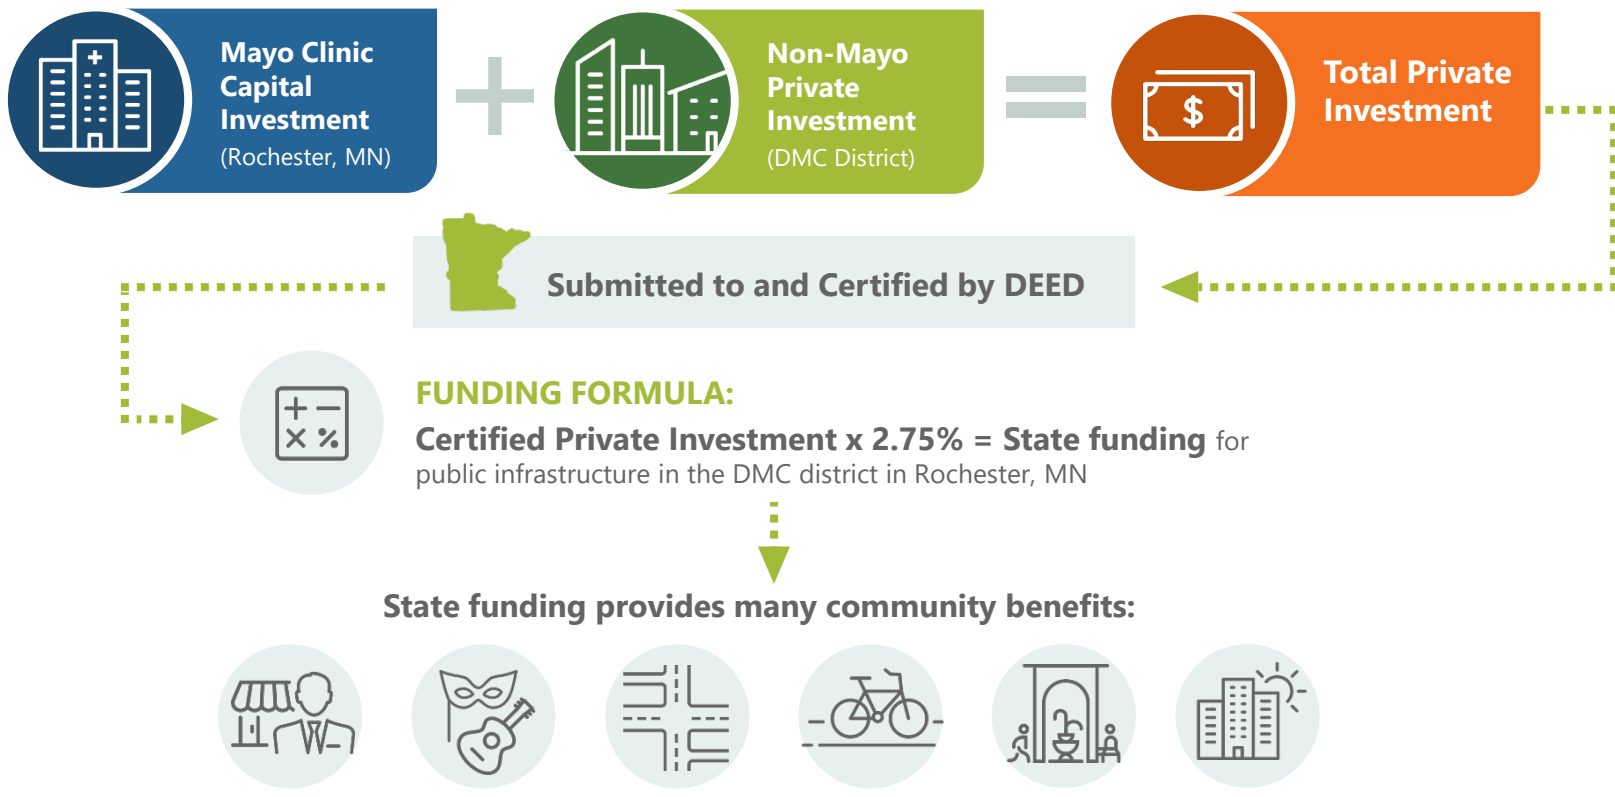 Mayo Clinic
Capital
Investment
(Rochester, MN)
Non-Mayo
Private
Investment
(DMC District)
Total Private
Investment
$
Submitted to and Certified by DEED
FUNDING FORMULA:
Certified Private Investment x 2.75% = State funding for
public infrastructure in the DMC district in Rochester, MN
State funding provides many community benefits: